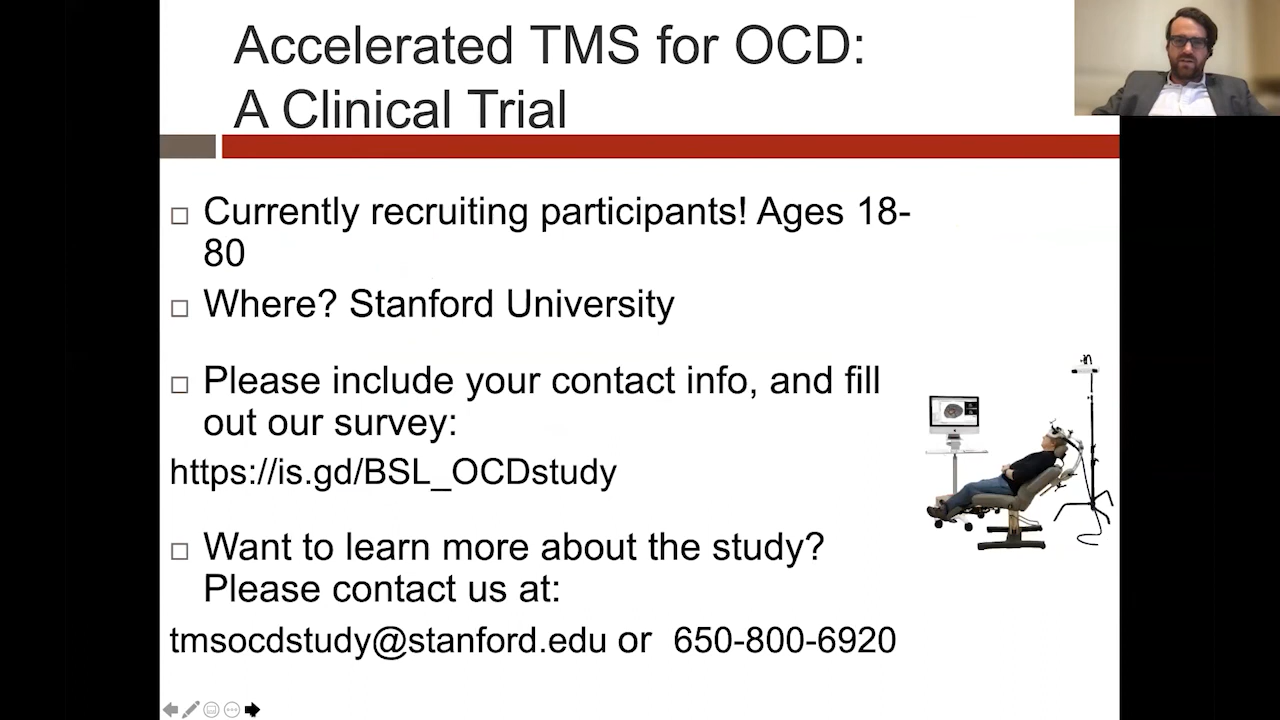 Accelerated TMS for OCD:
A Clinical Trial
Currently recruiting participants! Ages 18-
80
Where? Stanford University
Please include your contact info, and fill
out our survey:
https://is.gd/BSL_OCDstudy
Want to learn more about the study?
Please contact us at:
tmsocdstudy@stanford.edu or 650-800-6920